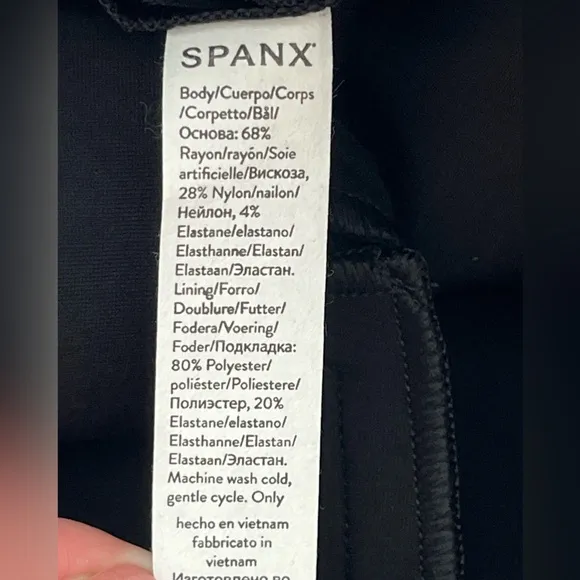 SPANX
Body/Cuerpo/Corps
/Corpetto/Bål/
Основа: 68%
Rayon/rayón/Soie
artificielle/Вискоза,
28% Nylon/nailon/
Нейлон, 4%
Elastane/elastano/
Elasthanne/Elastan/
Elastaan/Эластан.
Lining/Forro/
Doublure/Futter/
Fodera/Voering/
Foder/Подкладка:
80% Polyester/
poliéster/Poliestere/
Полиэстер, 20%
Elastane/elastano/
Elasthanne/Elastan/
Elastaan/Эластан.
Machine wash cold,
gentle cycle. Only
hecho en vietnam
fabbricato in
vietnam
Изготовлено во